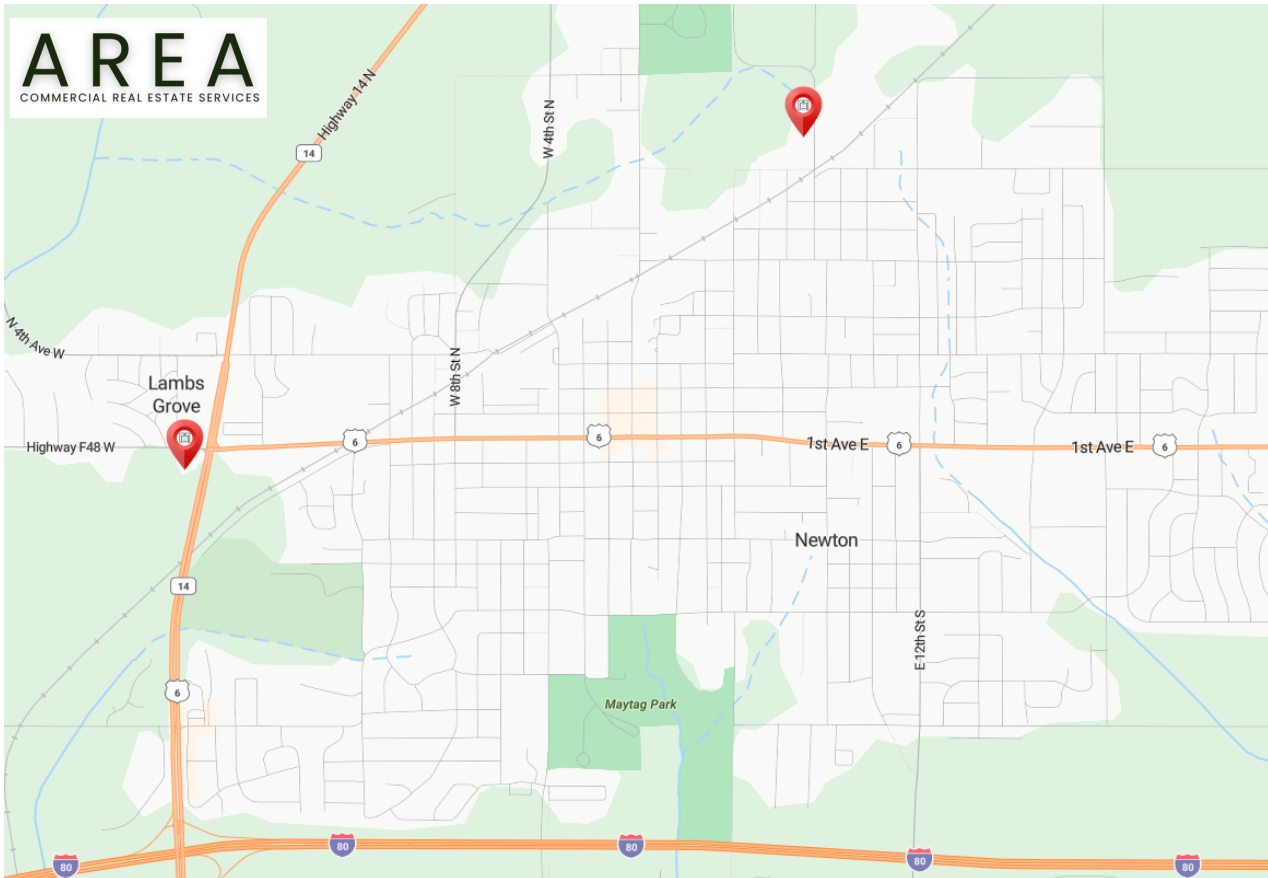 AREA
COMMERCIAL REAL ESTATE SERVICES
Highway 14 N
14
W 4th St N
N 4th Ave W
Lambs
Grove
W 8th St N
Highway F48 W
6
6
1st Ave E
6
1st Ave E
6
Newton
14
E 12th St S
6
Maytag Park
80
80
80
80
80